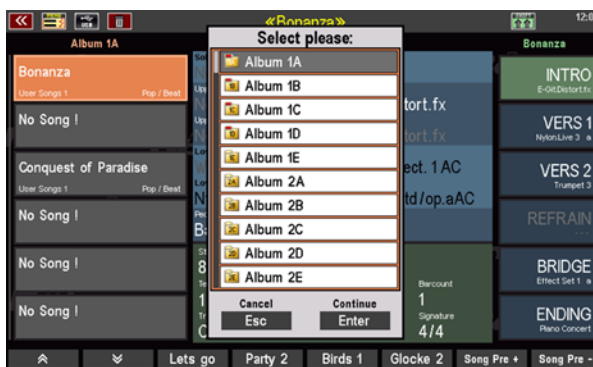 «Bonanza»
12:0
Album 1A
Bonanza
Select please:
Album 1A
Album 1B
Album 1C
Album 1D
Album 1E
Album 2A
Album 2B
Album 2C
Album 2D
Album 2E
Cancel
Continue
Esc
Enter
Bonanza
User Songs 1
Pop / Beat
No Song !
Conquest of Paradise
User Songs 1
Pop / Beat
No Song !
No Song !
No Song !
tort.fx
tort.fx
ect. 1 AC
td/op.aAC
Barcount
1
Signature
4/4
INTRO
E-Git.Distort.fx
VERS 1
NylonLive 3 a
VERS 2
Trumpet 3
REFRAIN
BRIDGE
Effect Set 1 a
ENDING
Piano Concert
Lets go
Party 2
Birds 1
Glocke 2
Song Pre +
Song Pre -